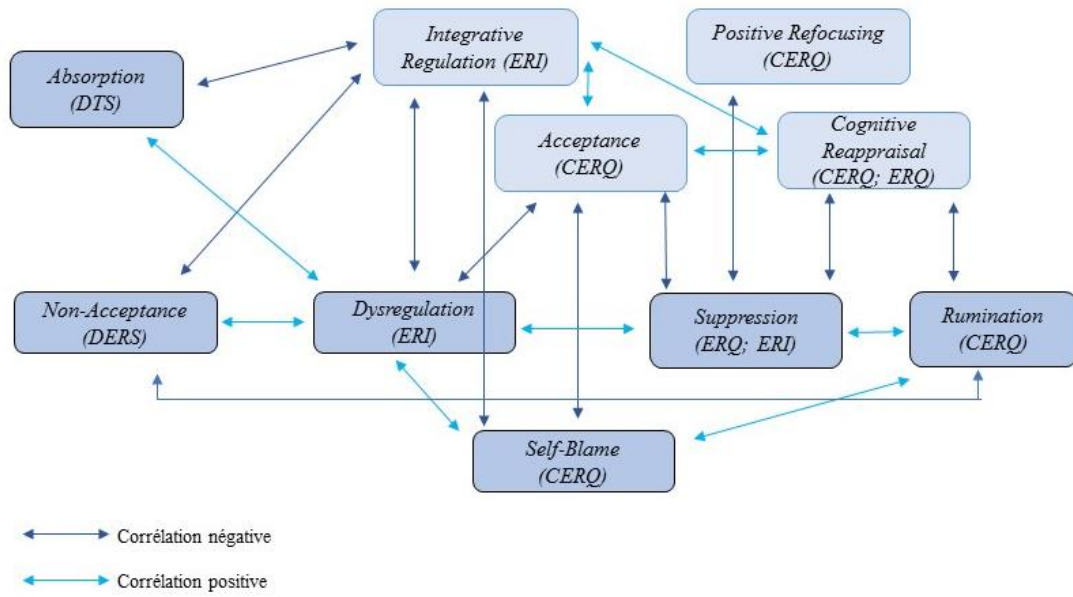 Integrative
Regulation (ERI)
Positive Refocusing
(CERQ)
Absorption
(DTS)
Acceptance
(CERQ)
Cognitive
Reappraisal
(CERQ; ERQ)
Non-Acceptance
(DERS)
Dysregulation
(ERI)
Suppression
(ERQ; ERI)
Rumination
(CERQ)
Self-Blame
(CERQ)
Corrélation négative
Corrélation positive